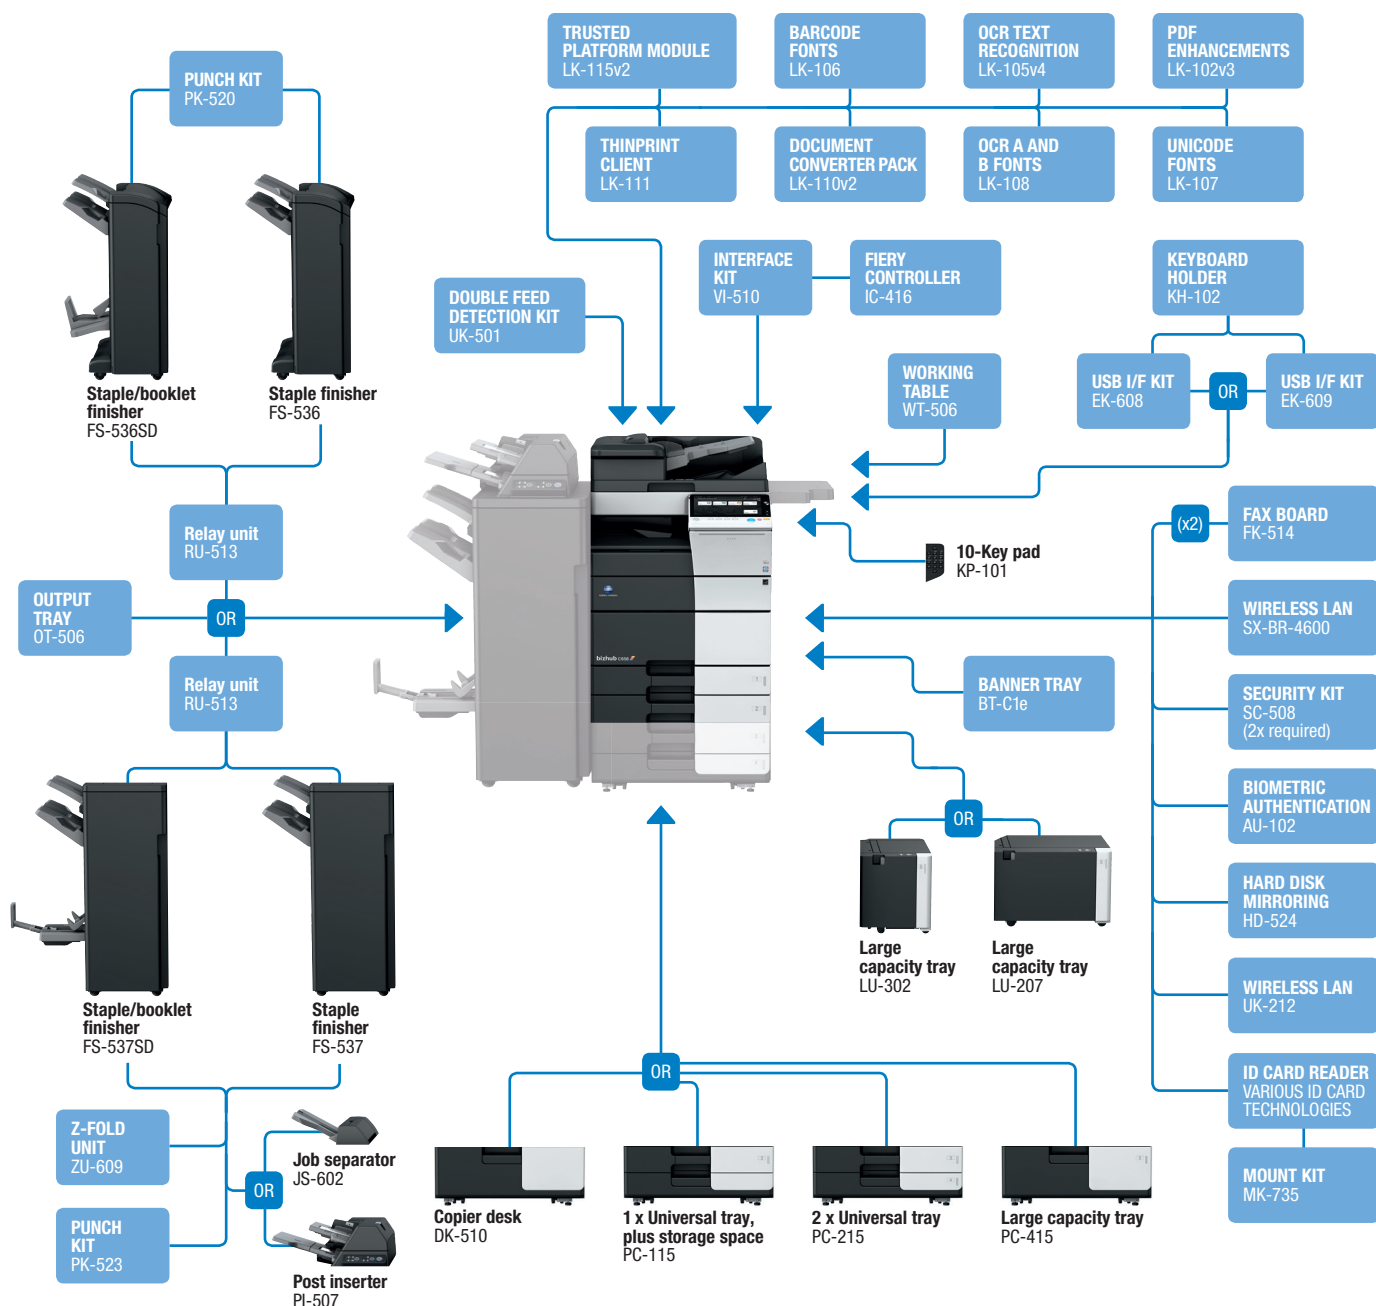 TRUSTED
PLATFORM MODULE
LK-115v2
BARCODE
FONTS
LK-106
OCR TEXT
RECOGNITION
LK-105v4
PDF
ENHANCEMENTS
LK-102v3
PUNCH KIT
PK-520
THINPRINT
CLIENT
LK-111
DOCUMENT
CONVERTER PACK
LK-110v2
OCR A AND
B FONTS
LK-108
UNICODE
FONTS
LK-107
INTERFACE
KIT
VI-510
FIERY
CONTROLLER
IC-416
KEYBOARD
HOLDER
KH-102
DOUBLE FEED
DETECTION KIT
UK-501
WORKING
TABLE
WT-506
USB I/F KIT
EK-608
OR
USB I/F KIT
EK-609
Staple/booklet
finisher
FS-536SD
Staple finisher
FS-536
Relay unit
RU-513
(x2)
FAX BOARD
FK-514
10-Key pad
KP-101
OUTPUT
TRAY
OT-506
OR
WIRELESS LAN
SX-BR-4600
bizhub C658
Relay unit
RU-513
BANNER TRAY
BT-C1e
SECURITY KIT
SC-508
(2x required)
BIOMETRIC
AUTHENTICATION
AU-102
OR
HARD DISK
MIRRORING
HD-524
Large
capacity tray
LU-302
Large
capacity tray
LU-207
WIRELESS LAN
UK-212
Staple/booklet
finisher
FS-537SD
Staple
finisher
FS-537
OR
ID CARD READER
VARIOUS ID CARD
TECHNOLOGIES
Z-FOLD
UNIT
ZU-609
Job separator
JS-602
OR
MOUNT KIT
MK-735
PUNCH
KIT
PK-523
Post inserter
PI-507
Copier desk
DK-510
1 x Universal tray,
plus storage space
PC-115
2 x Universal tray
PC-215
Large capacity tray
PC-415